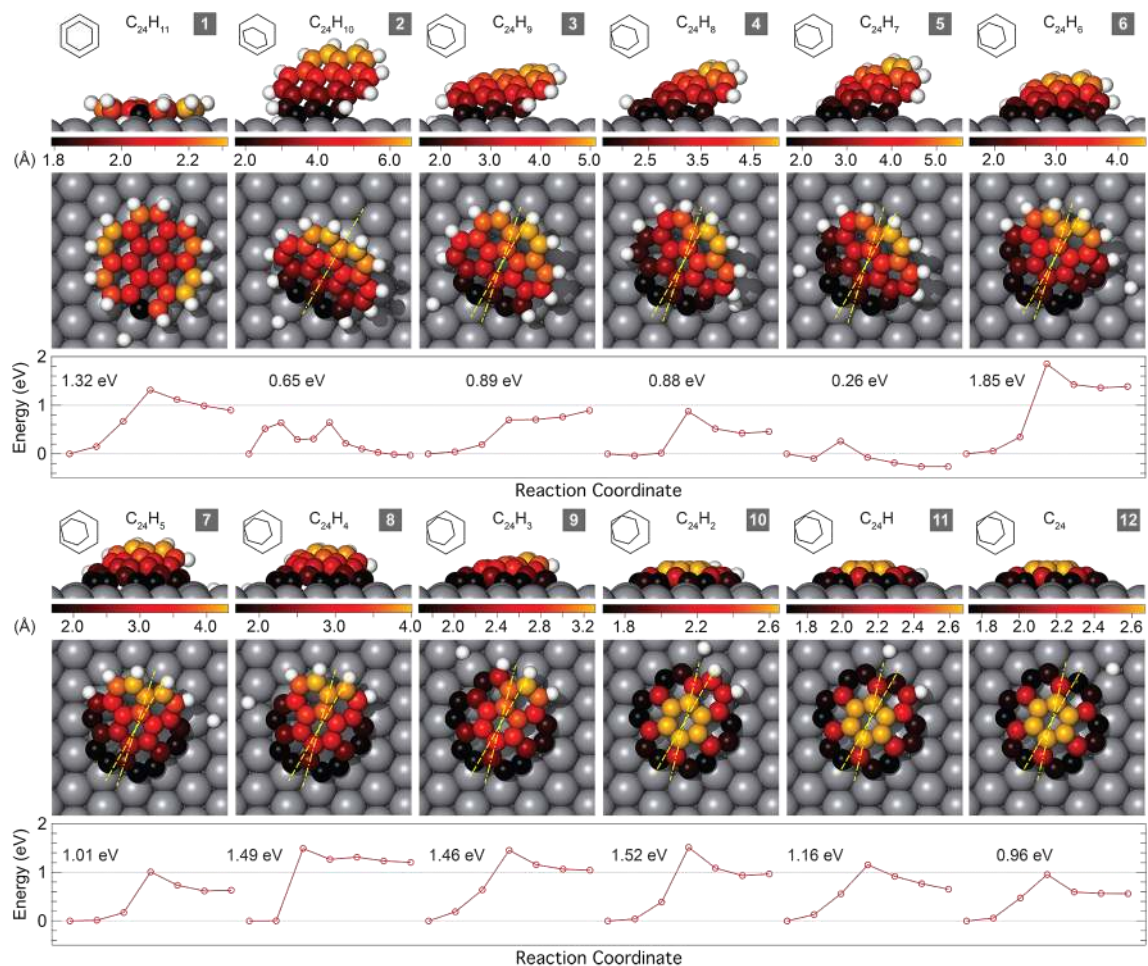 C24H11 1 C24H10 2 C24H9 3 C24H8 4 C24H7 5 C24H6 6
(Å) 1.8 2.0 2.2 2.0 4.0 6.0 2.0 3.0 4.0 5.0 2.5 3.5 4.5 2.0 3.0 4.0 5.0 2.0 3.0 4.0
2
1
0
Energy (eV)
1.32 eV 0.65 eV 0.89 eV 0.88 eV 0.26 eV 1.85 eV
Reaction Coordinate
C24H5 7 C24H4 8 C24H3 9 C24H2 10 C24H 11 C24 12
(Å) 2.0 3.0 4.0 2.0 3.0 4.0 2.0 2.4 2.8 3.2 1.8 2.0 2.2 2.4 2.6 1.8 2.0 2.2 2.4 2.6 1.8 2.0 2.2 2.4 2.6
2
1
0
Energy (eV)
1.01 eV 1.49 eV 1.46 eV 1.52 eV 1.16 eV 0.96 eV
Reaction Coordinate